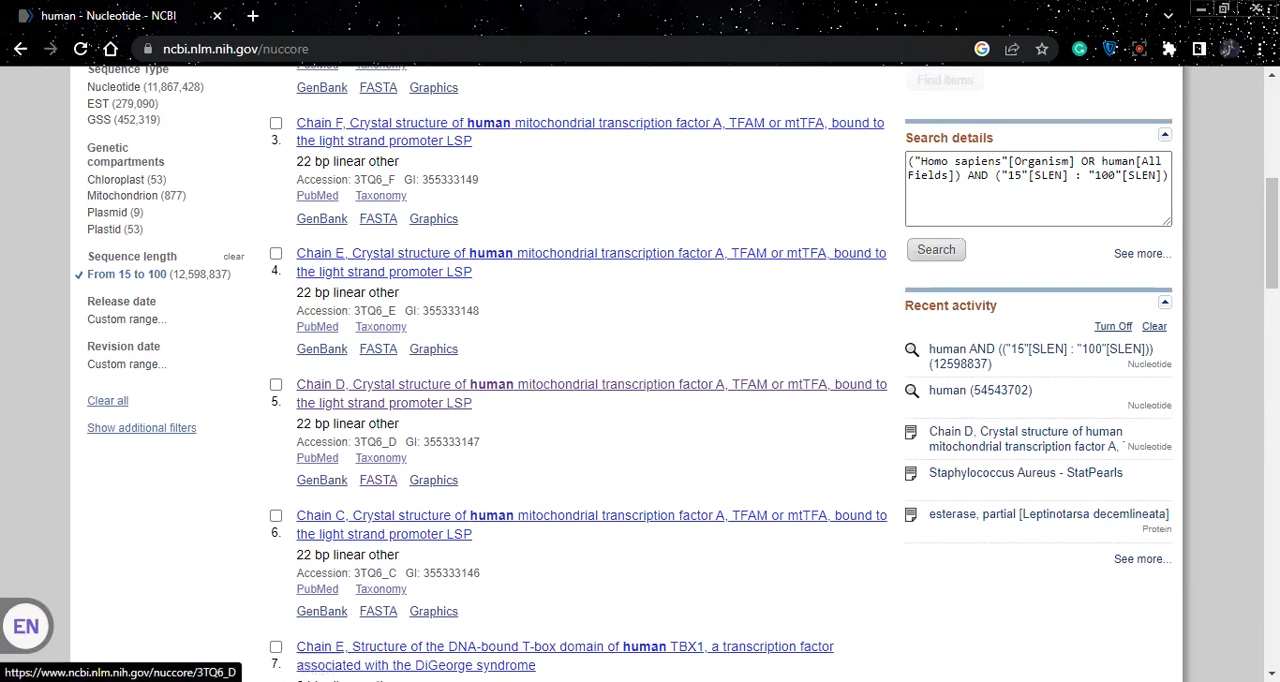 human - Nucleotide - NCBI
ncbi.nlm.nih.gov/nuccore
Sequence Type
Nucleotide (11,867,428)
EST (279,090)
GSS (452,319)
Genetic
compartments
Chloroplast (53)
Mitochondrion (877)
Plasmid (9)
Plastid (53)
Sequence length clear
From 15 to 100 (12,598,837)
Release date
Custom range...
Revision date
Custom range...
Clear all
Show additional filters
PubMed Taxonomy
GenBank FASTA Graphics
Chain F, Crystal structure of human mitochondrial transcription factor A, TFAM or mtTFA, bound to
3. the light strand promoter LSP
22 bp linear other
Accession: 3TQ6_F GI: 355333149
PubMed Taxonomy
GenBank FASTA Graphics
Chain E, Crystal structure of human mitochondrial transcription factor A, TFAM or mtTFA, bound to
4. the light strand promoter LSP
22 bp linear other
Accession: 3TQ6_E GI: 355333148
PubMed Taxonomy
GenBank FASTA Graphics
Chain D, Crystal structure of human mitochondrial transcription factor A, TFAM or mtTFA, bound to
5. the light strand promoter LSP
22 bp linear other
Accession: 3TQ6_D GI: 355333147
PubMed Taxonomy
GenBank FASTA Graphics
Chain C, Crystal structure of human mitochondrial transcription factor A, TFAM or mtTFA, bound to
6. the light strand promoter LSP
22 bp linear other
Accession: 3TQ6_C GI: 355333146
PubMed Taxonomy
GenBank FASTA Graphics
Chain E, Structure of the DNA-bound T-box domain of human TBX1, a transcription factor
7. associated with the DiGeorge syndrome
Find items
Search details
("Homo sapiens"[Organism] OR human[All
Fields]) AND ("15"[SLEN] : "100"[SLEN])
Search
See more...
Recent activity
Turn Off Clear
human AND (("15"[SLEN] : "100"[SLEN]))
(12598837) Nucleotide
human (54543702)
Nucleotide
Chain D, Crystal structure of human
mitochondrial transcription factor A, Nucleotide
Staphylococcus Aureus - StatPearls
esterase, partial [Leptinotarsa decemlineata]
Protein
See more...
EN
https://www.ncbi.nlm.nih.gov/nuccore/3TQ6_D